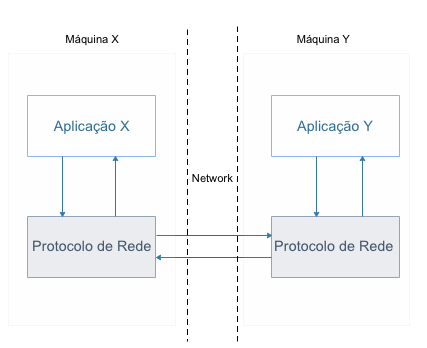 Máquina X
Máquina Y
Aplicação X
Aplicação Y
Network
Protocolo de Rede
Protocolo de Rede